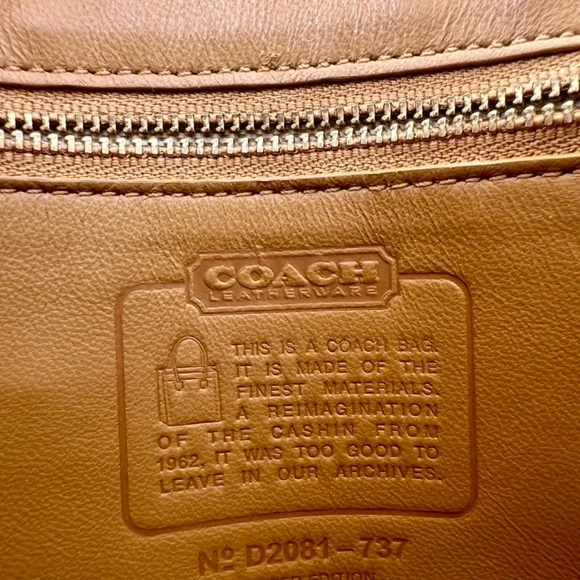 COACH
LEATHERWARE
THIS IS A COACH BAG.
IT IS MADE OF THE
FINEST MATERIALS.
A REIMAGINATION
OF THE CASHIN FROM
1962, IT WAS TOO GOOD TO
LEAVE IN OUR ARCHIVES.
Nº D2081-737
EDITION